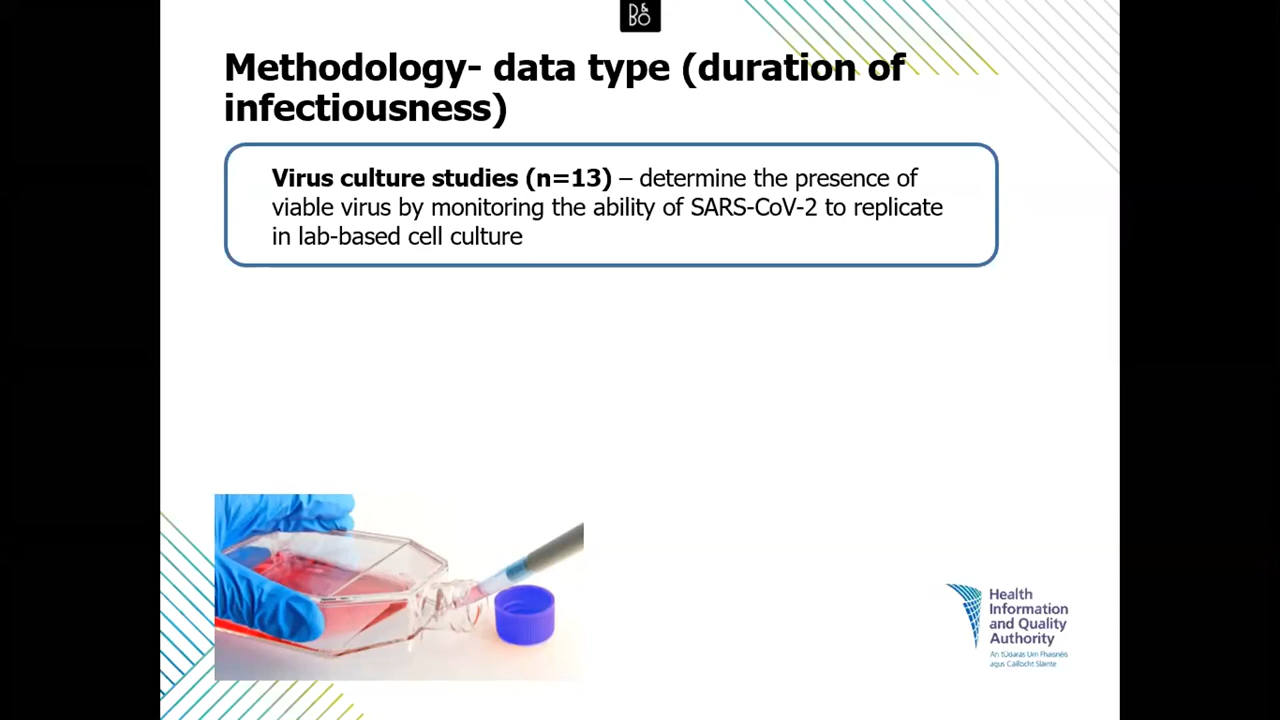 B&O
Methodology- data type (duration of
infectiousness)
Virus culture studies (n=13) – determine the presence of
viable virus by monitoring the ability of SARS-CoV-2 to replicate
in lab-based cell culture
Health
Information
and Quality
Authority
An tÚdarás Um Fhaisnéis
agus Cáilíocht Sláinte